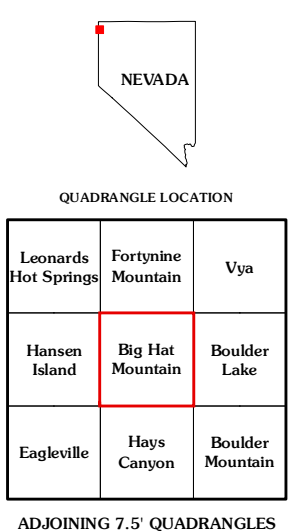 NEVADA
QUADRANGLE LOCATION
Leonards
Hot Springs
Fortynine
Mountain
Vya
Hansen
Island
Big Hat
Mountain
Boulder
Lake
Eagleville
Hays
Canyon
Boulder
Mountain
ADJOINING 7.5' QUADRANGLES